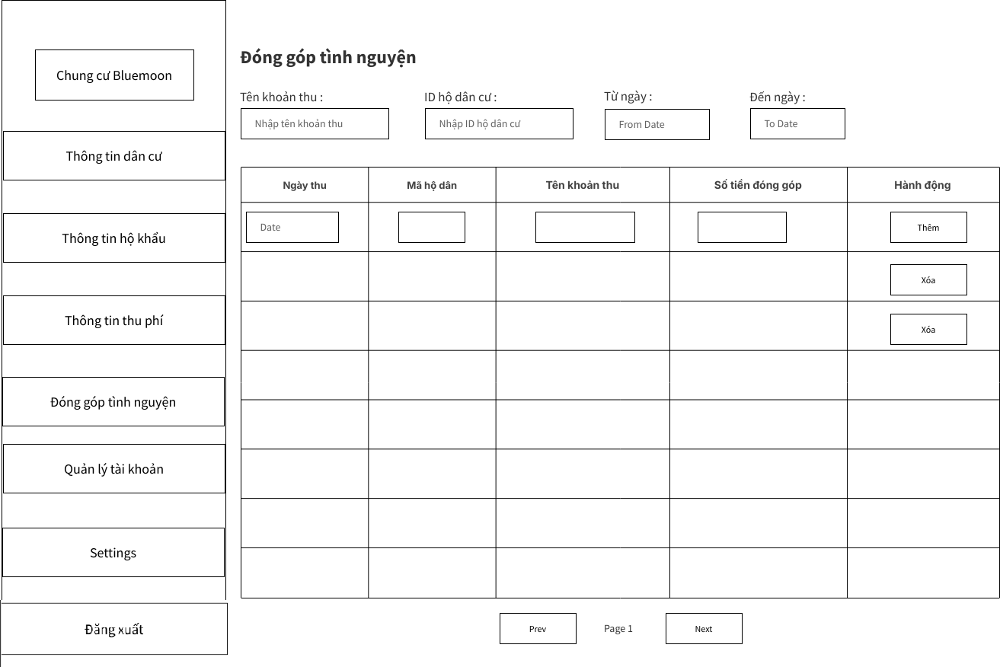 Chung cư Bluemoon
Thông tin dân cư
Thông tin hộ khẩu
Thông tin thu phí
Đóng góp tình nguyện
Quản lý tài khoản
Settings
Đăng xuất
Đóng góp tình nguyện
Tên khoản thu : ID hộ dân cư : Từ ngày : Đến ngày :
Nhập tên khoản thu Nhập ID hộ dân cư From Date To Date
Ngày thu Mã hộ dân Tên khoản thu Số tiền đóng góp Hành động
Date Thêm
Xóa
Xóa
Prev Page 1 Next